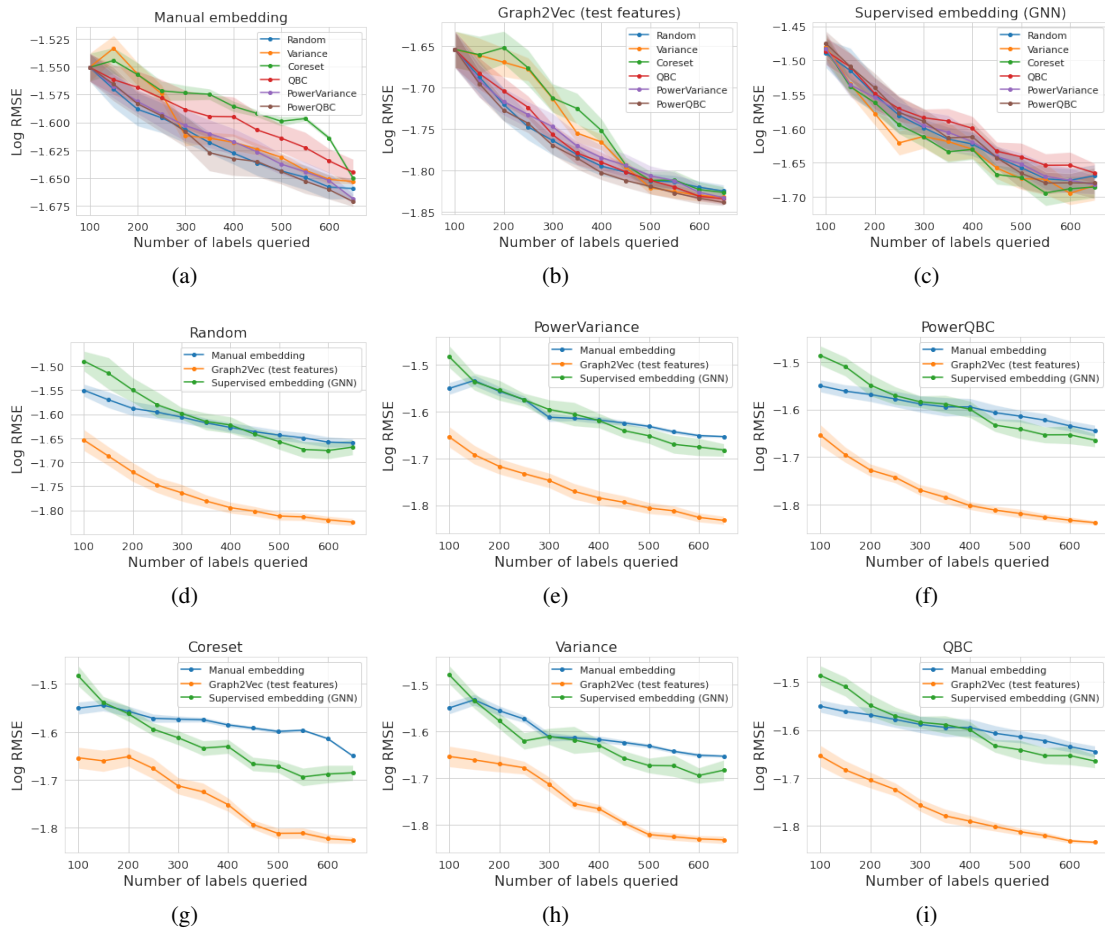 Manual embedding
Log RMSE
−1.525
−1.550
−1.575
−1.600
−1.625
−1.650
−1.675
Random
Variance
Coreset
QBC
PowerVariance
PowerQBC
100 200 300 400 500 600
Number of labels queried
(a)
Graph2Vec (test features)
Log RMSE
−1.65
−1.70
−1.75
−1.80
−1.85
Random
Variance
Coreset
QBC
PowerVariance
PowerQBC
100 200 300 400 500 600
Number of labels queried
(b)
Supervised embedding (GNN)
Log RMSE
−1.45
−1.50
−1.55
−1.60
−1.65
−1.70
Random
Variance
Coreset
QBC
PowerVariance
PowerQBC
100 200 300 400 500 600
Number of labels queried
(c)
Random
Log RMSE
−1.50
−1.55
−1.60
−1.65
−1.70
−1.75
−1.80
Manual embedding
Graph2Vec (test features)
Supervised embedding (GNN)
100 200 300 400 500 600
Number of labels queried
(d)
PowerVariance
Log RMSE
−1.5
−1.6
−1.7
−1.8
Manual embedding
Graph2Vec (test features)
Supervised embedding (GNN)
100 200 300 400 500 600
Number of labels queried
(e)
PowerQBC
Log RMSE
−1.5
−1.6
−1.7
−1.8
Manual embedding
Graph2Vec (test features)
Supervised embedding (GNN)
100 200 300 400 500 600
Number of labels queried
(f)
Coreset
Log RMSE
−1.5
−1.6
−1.7
−1.8
Manual embedding
Graph2Vec (test features)
Supervised embedding (GNN)
100 200 300 400 500 600
Number of labels queried
(g)
Variance
Log RMSE
−1.5
−1.6
−1.7
−1.8
Manual embedding
Graph2Vec (test features)
Supervised embedding (GNN)
100 200 300 400 500 600
Number of labels queried
(h)
QBC
Log RMSE
−1.5
−1.6
−1.7
−1.8
Manual embedding
Graph2Vec (test features)
Supervised embedding (GNN)
100 200 300 400 500 600
Number of labels queried
(i)